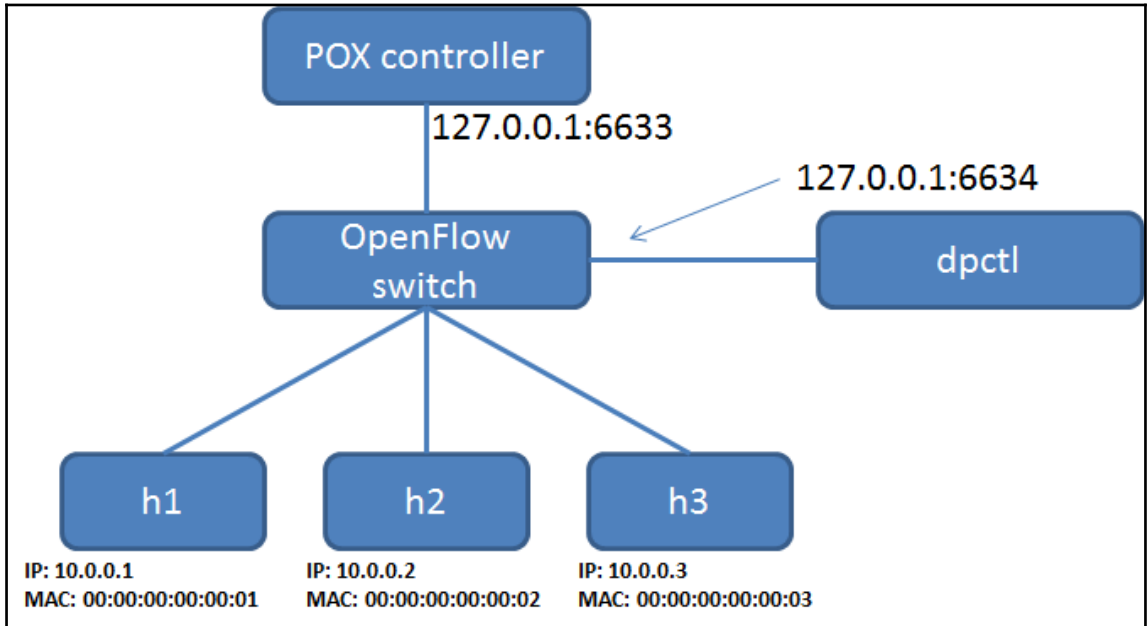 POX controller
127.0.0.1:6633
127.0.0.1:6634
OpenFlow
switch
dpctl
h1
h2
h3
IP: 10.0.0.1
MAC: 00:00:00:00:00:01
IP: 10.0.0.2
MAC: 00:00:00:00:00:02
IP: 10.0.0.3
MAC: 00:00:00:00:00:03